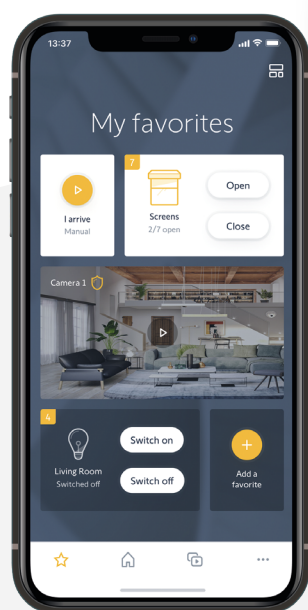 13:37
My favorites
7
I arrive
Manual
Screens
2/7 open
Open
Close
Camera 1
4
Living Room
Switched off
Switch on
Switch off
Add a
favorite